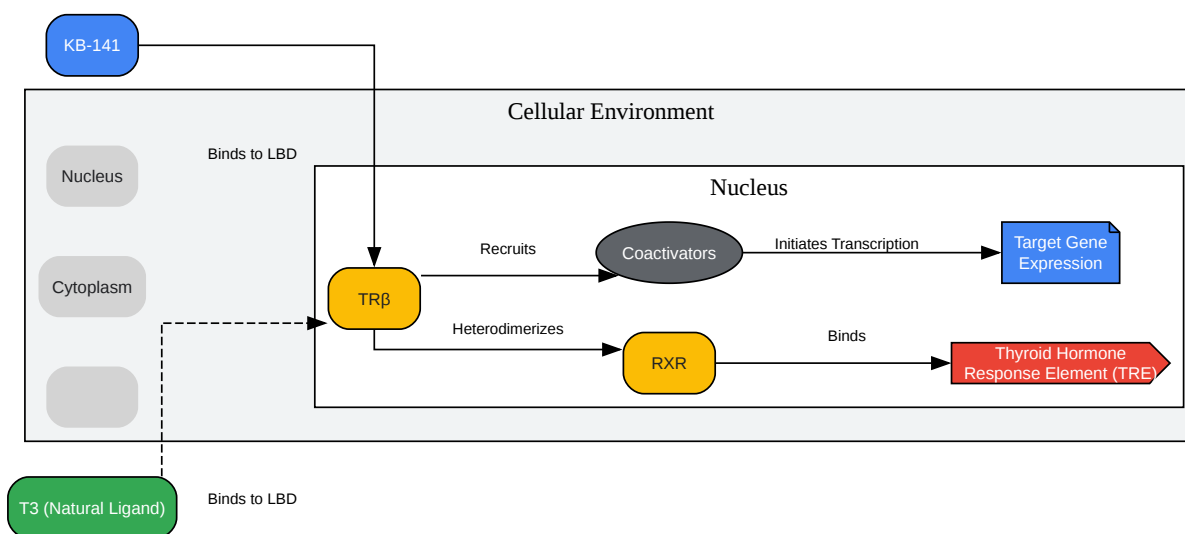 KB-141
Cellular Environment
Binds to LBD
Nucleus
Nucleus
Recruits
Coactivators
Initiates Transcription
Target Gene
Expression
Cytoplasm
TRβ
Heterodimerizes
RXR
Binds
Thyroid Hormone
Response Element (TRE)
T3 (Natural Ligand)
Binds to LBD